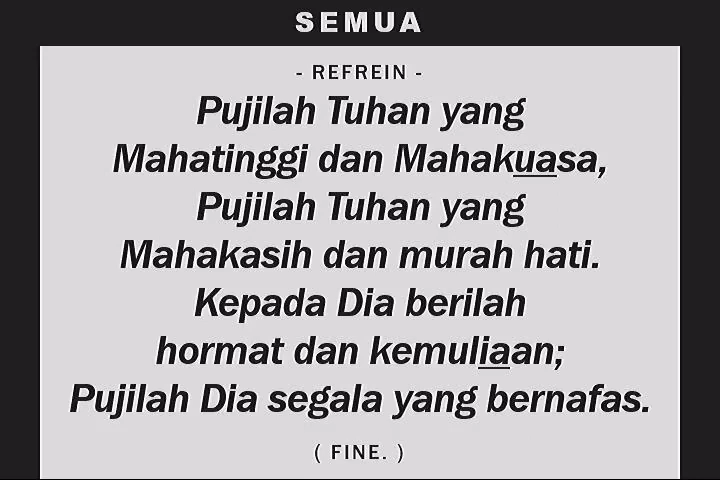 SEMUA
- REFREIN -
Pujilah Tuhan yang
Mahatinggi dan Mahakuasa,
Pujilah Tuhan yang
Mahakasih dan murah hati.
Kepada Dia berilah
hormat dan kemuliaan;
Pujilah Dia segala yang bernafas.
( FINE. )